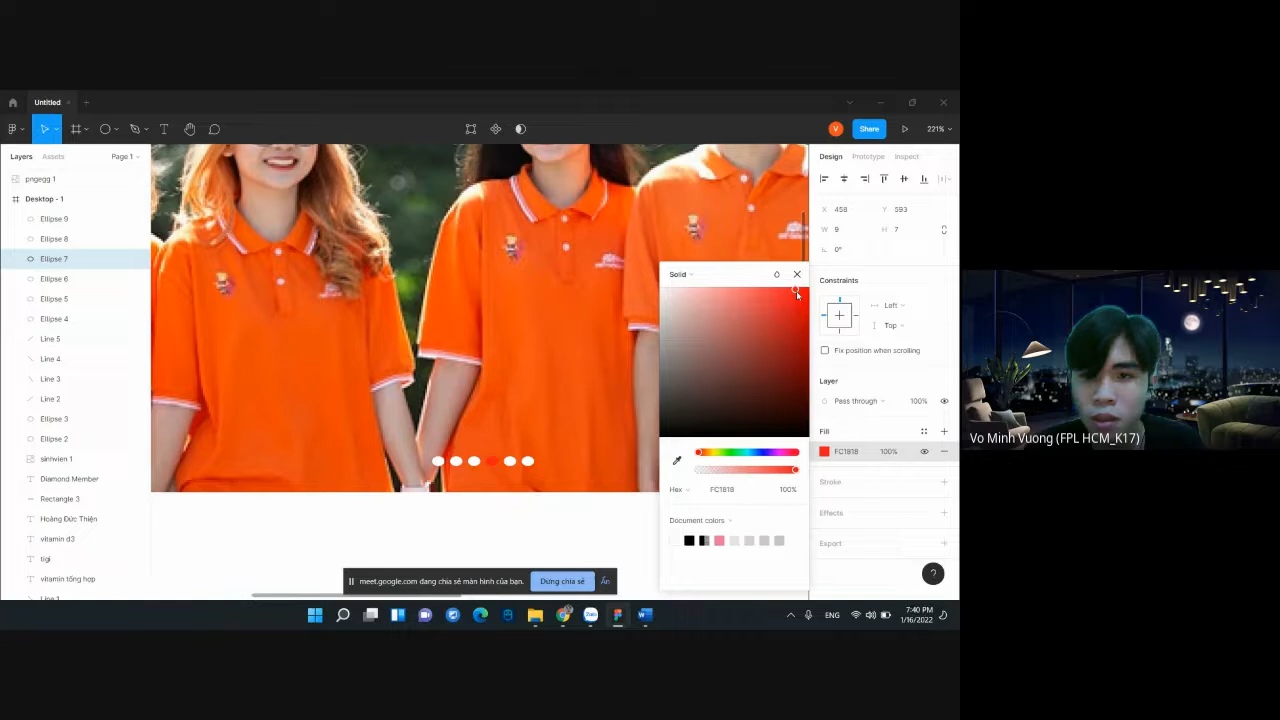 Untitled
V
Share
221%
Layers
Assets
Page 1
Design
Prototype
Inspect
pngegg 1
Desktop - 1
Ellipse 9
Ellipse 8
Ellipse 7
Ellipse 6
Ellipse 5
Ellipse 4
Line 5
Line 4
Line 3
Line 2
Ellipse 3
Ellipse 2
sinhvien 1
Diamond Member
Rectangle 3
Hoàng Đức Thiện
vitamin d3
tigi
vitamin tổng hợp
Line 1
X 458
Y 593
W 9
H 7
0°
Constraints
Left
Top
Fix position when scrolling
Layer
Pass through
100%
Fill
FC1818
100%
Stroke
Effects
Export
Solid
Hex
FC1818
100%
Document colors
?
meet.google.com đang chia sẻ màn hình của bạn.
Dừng chia sẻ
Ẩn
Zalo
ENG
7:40 PM
1/16/2022
Vo Minh Vuong (FPL HCM_K17)